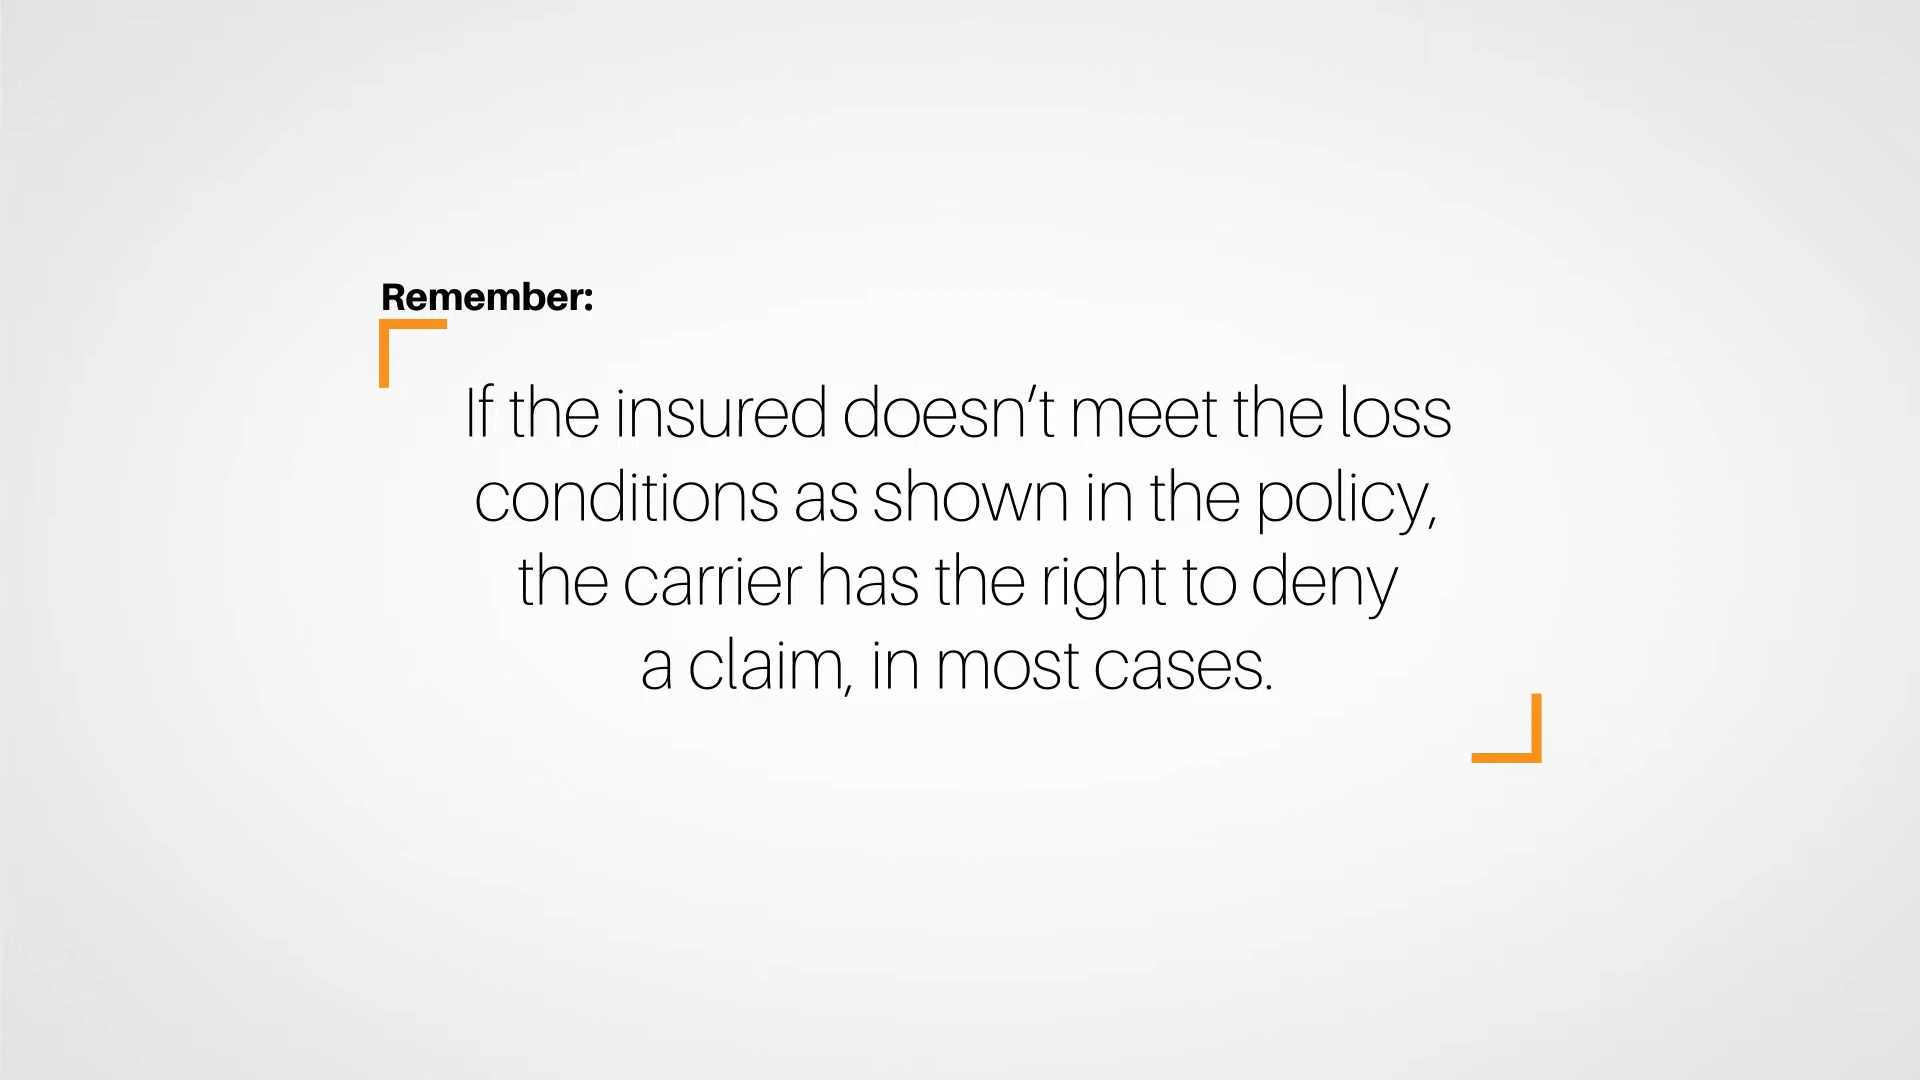 Remember:
If the insured doesn’t meet the loss
conditions as shown in the policy,
the carrier has the right to deny
a claim, in most cases.